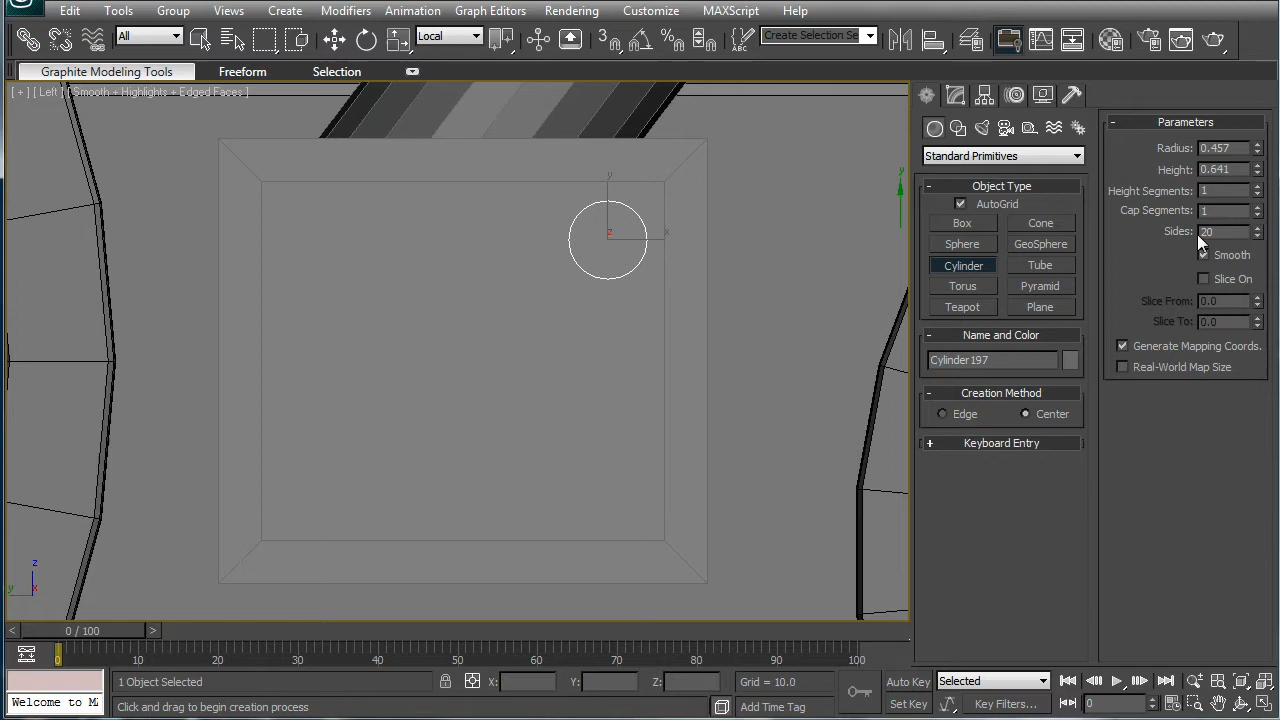 Edit Tools Group Views Create Modifiers Animation Graph Editors Rendering Customize MAXScript Help
All Local 3 Create Selection Se
Graphite Modeling Tools Freeform Selection
[ + ] [ Left ] [ Smooth + Highlights + Edged Faces ]
Standard Primitives
- Object Type
AutoGrid
Box Cone
Sphere GeoSphere
Cylinder Tube
Torus Pyramid
Teapot Plane
- Name and Color
Cylinder197
- Creation Method
Edge Center
+ Keyboard Entry
- Parameters
Radius: 0.457
Height: 0.641
Height Segments: 1
Cap Segments: 1
Sides: 20
Smooth
Slice On
Slice From: 0.0
Slice To: 0.0
Generate Mapping Coords.
Real-World Map Size
y
z x
y
z
y x
< 0 / 100 >
0 10 20 30 40 50 60 70 80 90 100
1 Object Selected X: Y: Z: Grid = 10.0 Auto Key Selected
Welcome to M Click and drag to begin creation process Add Time Tag Set Key Key Filters... 0